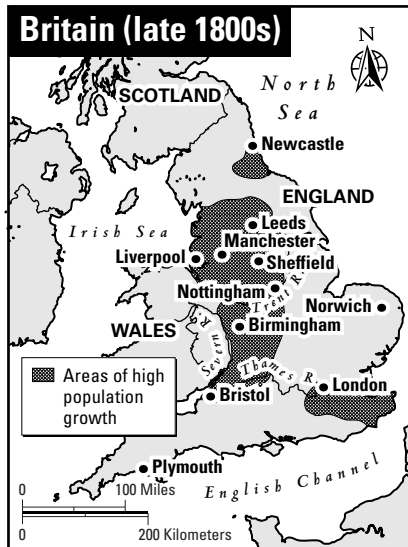 Britain (late 1800s)
N
North
Sea
SCOTLAND
Newcastle
ENGLAND
Irish Sea
Leeds
Manchester
Liverpool
Sheffield
Nottingham
Trent R.
Norwich
WALES
Severn R.
Birmingham
Thames R.
London
Areas of high
population
growth
Bristol
Plymouth
English Channel
0 100 Miles
0 200 Kilometers